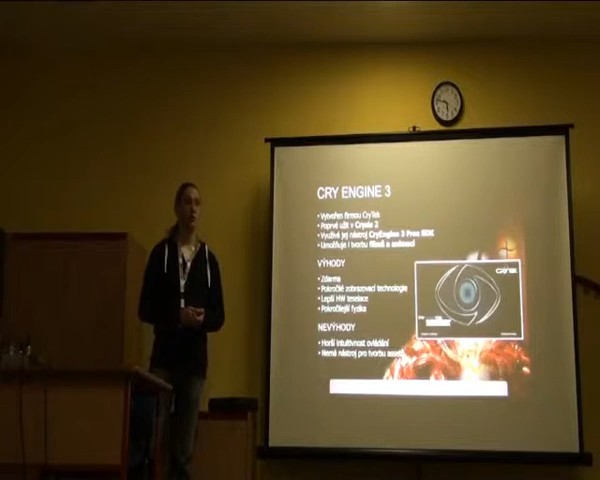 CRY ENGINE 3
•Vytvořen firmou CryTek
•Poprvé užit v Crysis 2
•Využívá jej nástroj CryEngine 3 Free SDK
•Umožňuje i tvorbu filmů a animací
VÝHODY
•Zdarma
•Pokročilé zobrazovací technologie
•Lepší HW teselace
•Pokročilejší fyzika
NEVÝHODY
•Horší intuitivnost ovládání
•Nemá nástroj pro tvorbu assetů